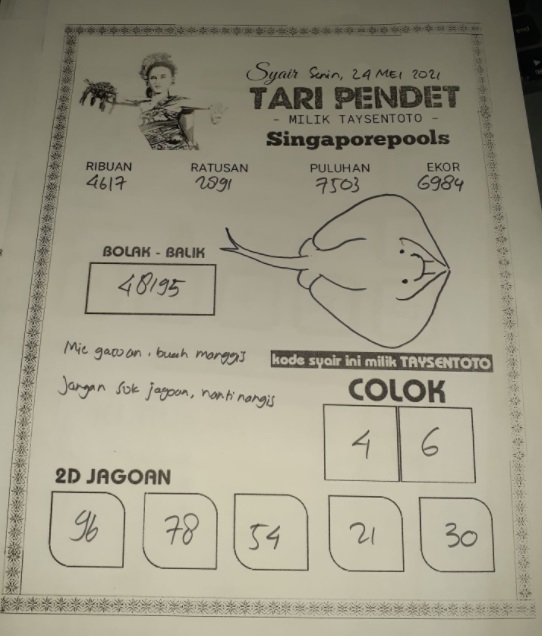 Syair Senin, 24 MEI 2021
TARI PENDET
- MILIK TAYSENTOTO -
Singaporepools
RIBUAN RATUSAN PULUHAN EKOR
4617 2891 7503 6984
BOLAK - BALIK
48195
Mie gacoan, buah manggis
kode syair ini milik TAYSENTOTO
Jangan sok jagoan, nanti nangis
COLOK
4 6
2D JAGOAN
96 78 54 21 30